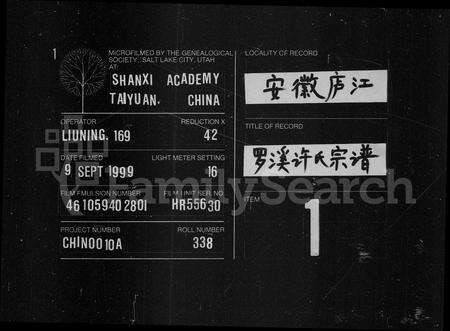 1
MICROFILMED BY THE GENEALOGICAL
SOCIETY, SALT LAKE CITY, UTAH
AT:
SHANXI ACADEMY
TAIYUAN CHINA
OPERATOR REDUCTION X
LIUNING. 169 42
DATE FILMED LIGHT METER SETTING
9 SEPT 1999 16
FILM EMULSION NUMBER FILM UNIT SER. NO.
46105940 2801 HR55630
PROJECT NUMBER ROLL NUMBER
CHINOO10A 338
LOCALITY OF RECORD
安徽庐江
TITLE OF RECORD
罗溪许氏宗谱
ITEM
1
FamilySearch